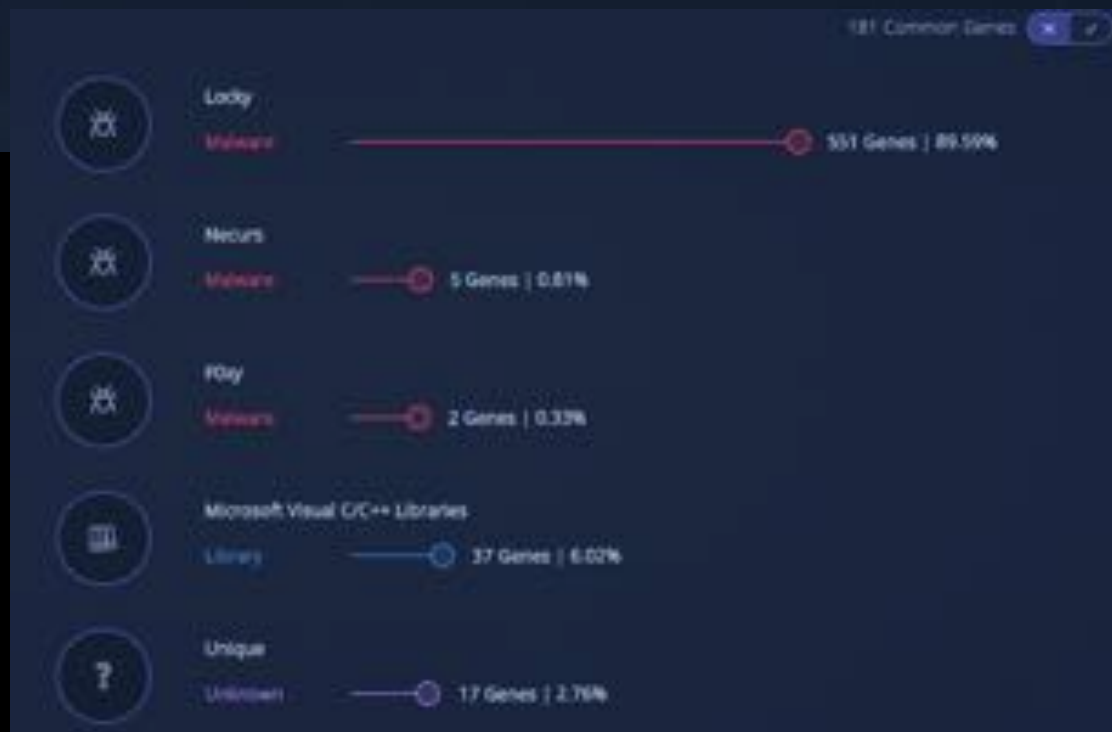 181 Common Genes
Locky
Malware 551 Genes | 89.59%
Necurs
Malware 5 Genes | 0.81%
Malware 2 Genes | 0.33%
Microsoft Visual C/C++ Libraries
Library 37 Genes | 6.02%
?
Unique
Unknown 17 Genes | 2.76%